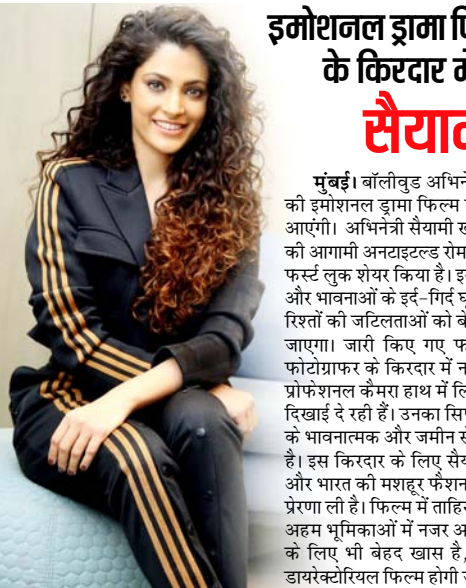 इमोशनल ड्रामा
के किरदार
मुंबई। बॉलीवुड
की इमोशनल ड्रामा फिल्म
आएंगी। अभिनेत्री सैयामी
की आगामी अनटाइटल्ड
फर्स्ट लुक शेयर किया है।
और भावनाओं के इर्द-गिर्द
रिश्तों की जटिलताओं को
जाएगा। जारी किए गए
फोटोग्राफर के किरदार में
प्रोफेशनल कैमरा हाथ में
दिखाई दे रही हैं। उनका
के भावनात्मक और जमीन
है। इस किरदार के लिए
और भारत की मशहूर फैशन
प्रेरणा ली है। फिल्म में
अहम भूमिकाओं में नजर
के लिए भी बेहद खास है,
डायरेक्टोरियल फिल्म होगी